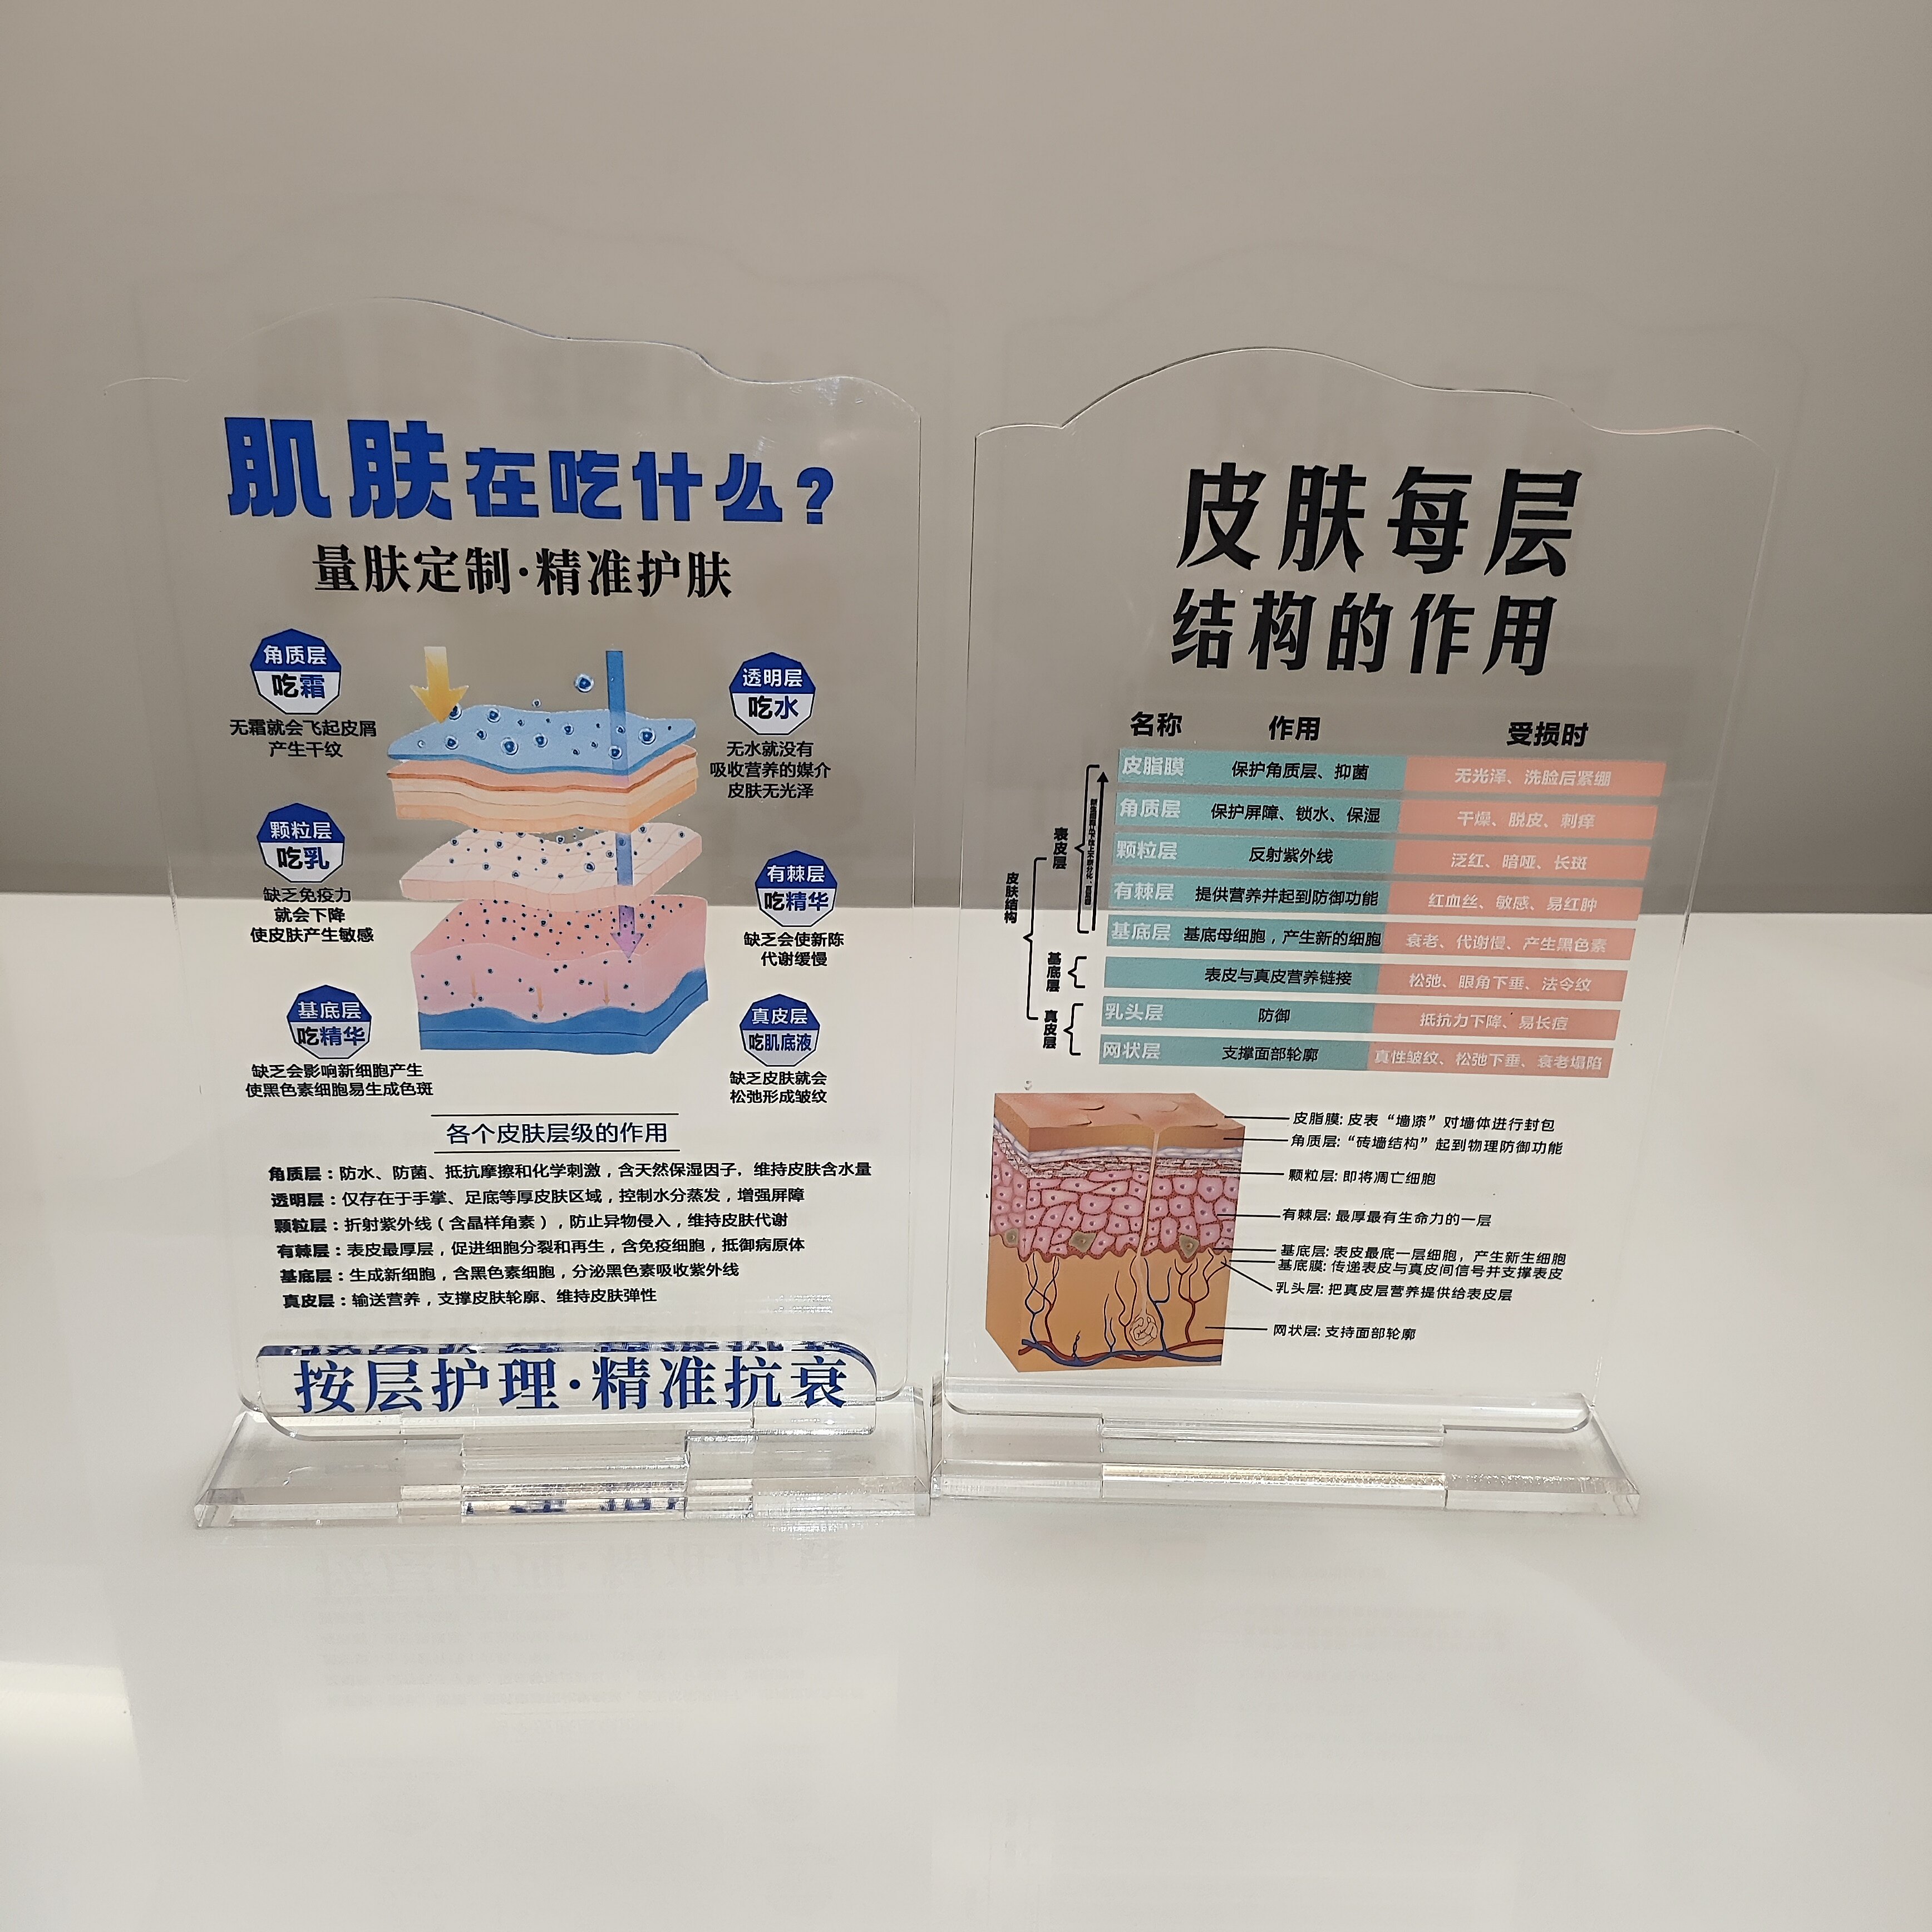 肌肤在吃什么？
量肤定制·精准护肤
角质层
吃霜
无霜就会飞起皮屑
产生干纹
透明层
吃水
无水就没有
吸收营养的媒介
皮肤无光泽
颗粒层
吃乳
缺乏免疫力
就会下降
使皮肤产生敏感
有棘层
吃精华
缺乏会使新陈
代谢缓慢
基底层
吃精华
缺乏会影响新细胞产生
使黑色素细胞易生成色斑
真皮层
吃肌底液
缺乏皮肤就会
松弛形成皱纹
各个皮肤层级的作用
角质层：防水、防菌、抵抗摩擦和化学刺激，含天然保湿因子，维持皮肤含水量
透明层：仅存在于手掌、足底等厚皮肤区域，控制水分蒸发，增强屏障
颗粒层：折射紫外线（含晶样角素），防止异物侵入，维持皮肤代谢
有棘层：表皮最厚层，促进细胞分裂和再生，含免疫细胞，抵御病原体
基底层：生成新细胞，含黑色素细胞，分泌黑色素吸收紫外线
真皮层：输送营养，支撑皮肤轮廓、维持皮肤弹性
按层护理·精准抗衰
皮肤每层
结构的作用
名称 作用 受损时
皮脂膜 保护角质层、抑菌 无光泽、洗脸后紧绷
角质层 保护屏障、锁水、保湿 干燥、脱皮、刺痒
颗粒层 反射紫外线 泛红、暗哑、长斑
有棘层 提供营养并起到防御功能 红血丝、敏感、易红肿
基底层 基底母细胞，产生新的细胞 衰老、代谢慢、产生黑色素
表皮与真皮营养链接 松弛、眼角下垂、法令纹
乳头层 防御 抵抗力下降、易长痘
网状层 支撑面部轮廓 真性皱纹、松弛下垂、衰老塌陷
皮肤结构
表皮层
基底层
真皮层
皮脂膜: 皮表“墙漆”对墙体进行封包
角质层: “砖墙结构”起到物理防御功能
颗粒层: 即将凋亡细胞
有棘层: 最厚最有生命力的一层
基底层: 表皮最底一层细胞，产生新生细胞
基底膜: 传递表皮与真皮间信号并支撑表皮
乳头层: 把真皮层营养提供给表皮层
网状层: 支持面部轮廓